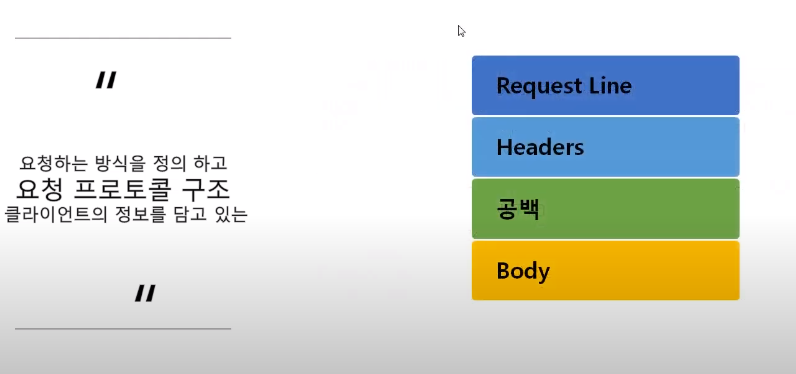 "
요청하는 방식을 정의 하고
요청 프로토콜 구조
클라이언트의 정보를 담고 있는
"
Request Line
Headers
공백
Body